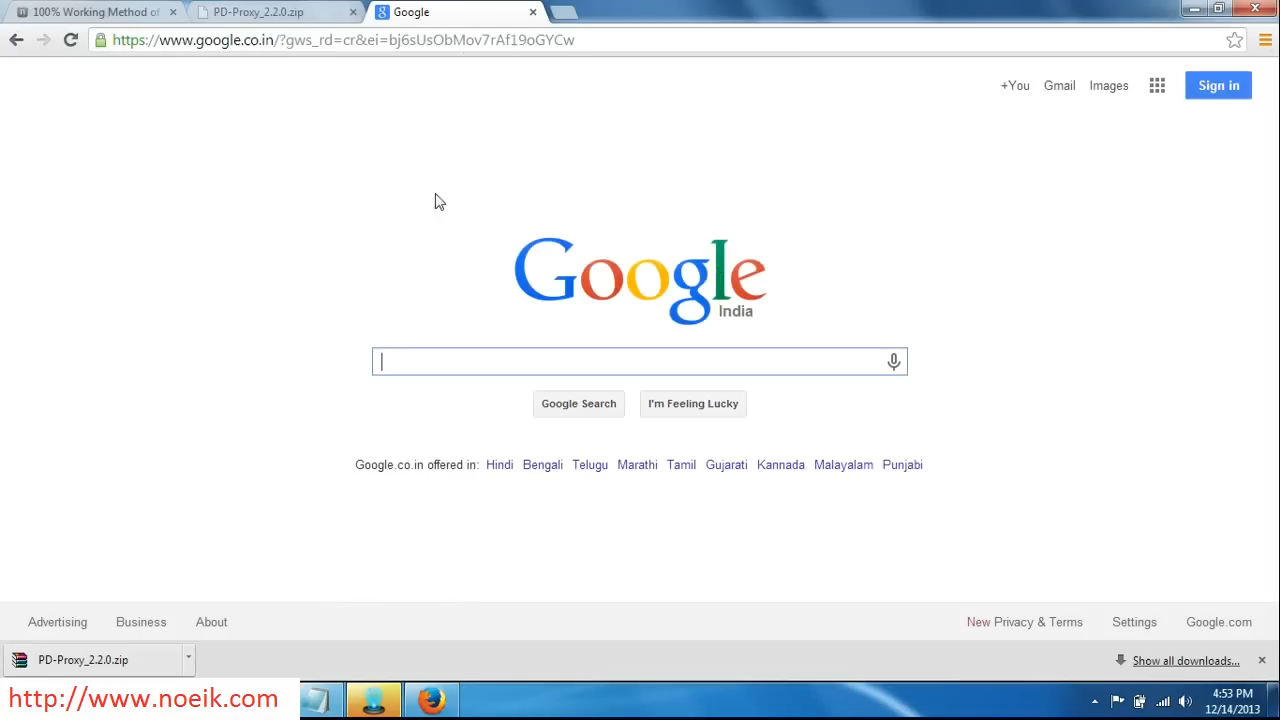 100% Working Method of
PD-Proxy_2.2.0.zip
Google
https://www.google.co.in/?gws_rd=cr&ei=bj6sUsObMov7rAf19oGYCw
+You Gmail Images Sign in
Google
India
Google Search I'm Feeling Lucky
Google.co.in offered in: Hindi Bengali Telugu Marathi Tamil Gujarati Kannada Malayalam Punjabi
Advertising Business About New Privacy & Terms Settings Google.com
PD-Proxy_2.2.0.zip Show all downloads...
http://www.noeik.com
4:53 PM
12/14/2013